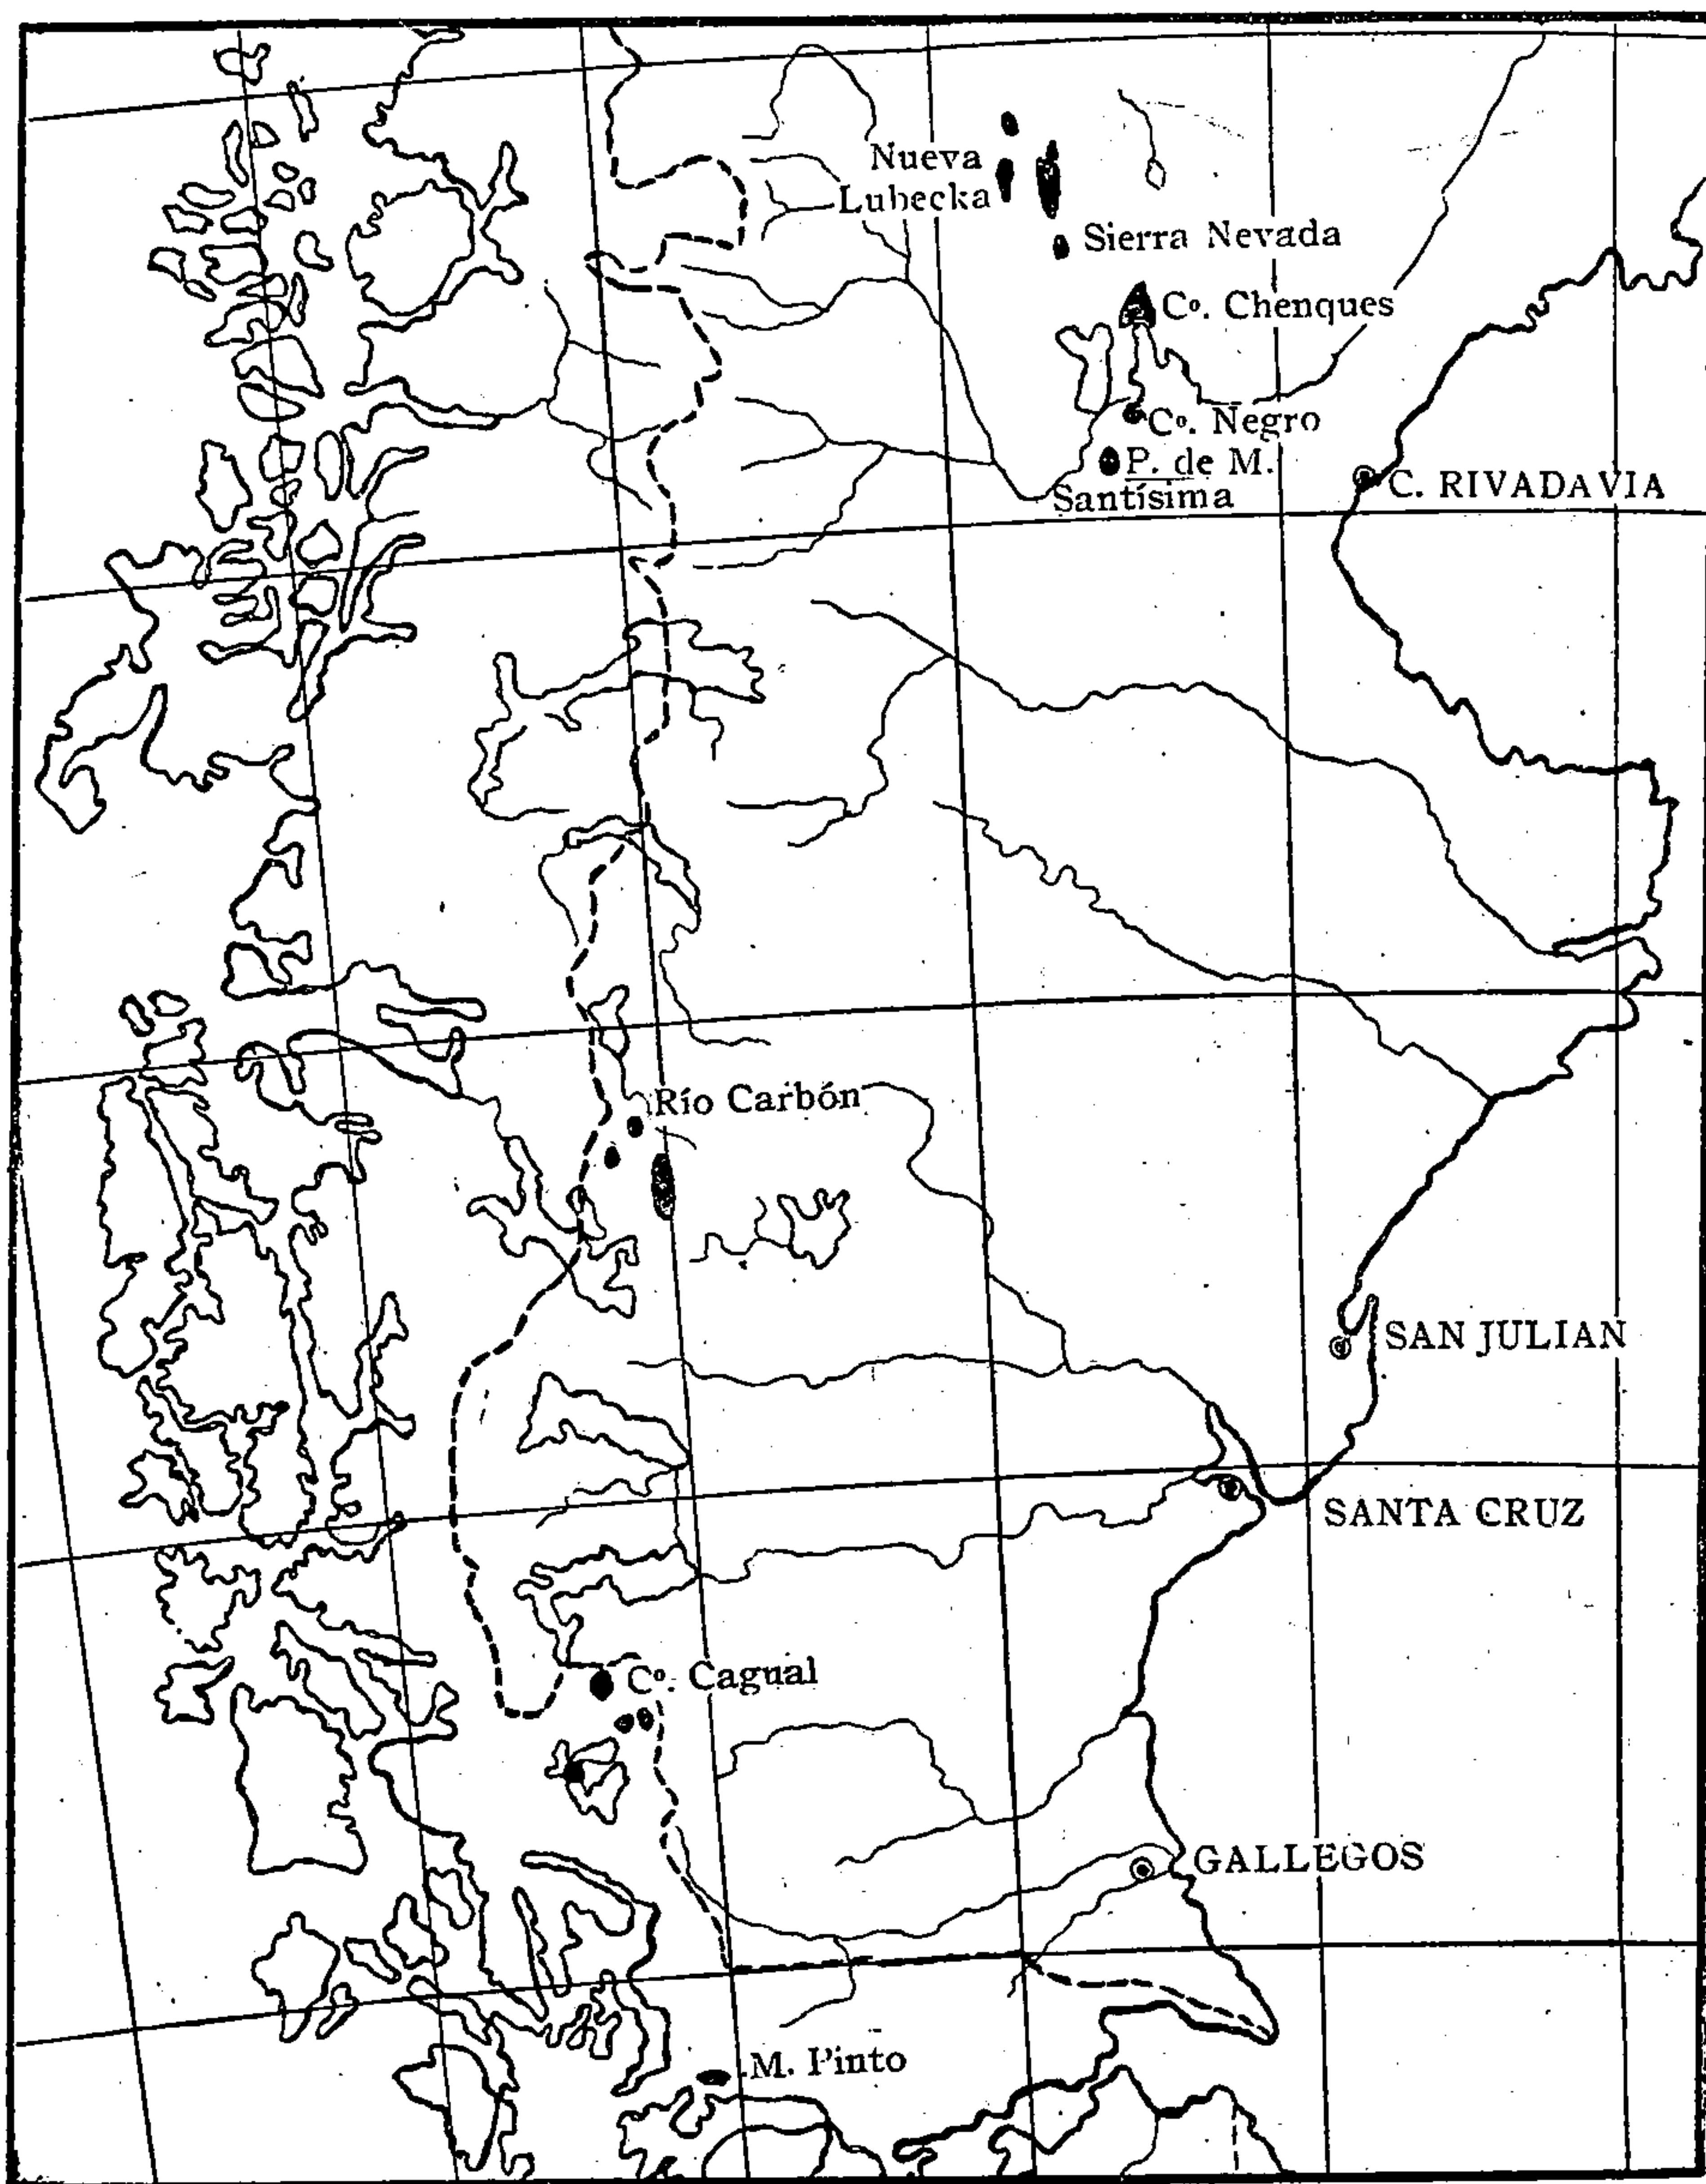 Nueva
Lubecka
Sierra Nevada
Co. Chenques
Co. Negro
P. de M.
Santísima
C. RIVADAVIA
Río Carbón
SAN JULIAN
SANTA CRUZ
Co. Cagual
GALLEGOS
M. Pinto